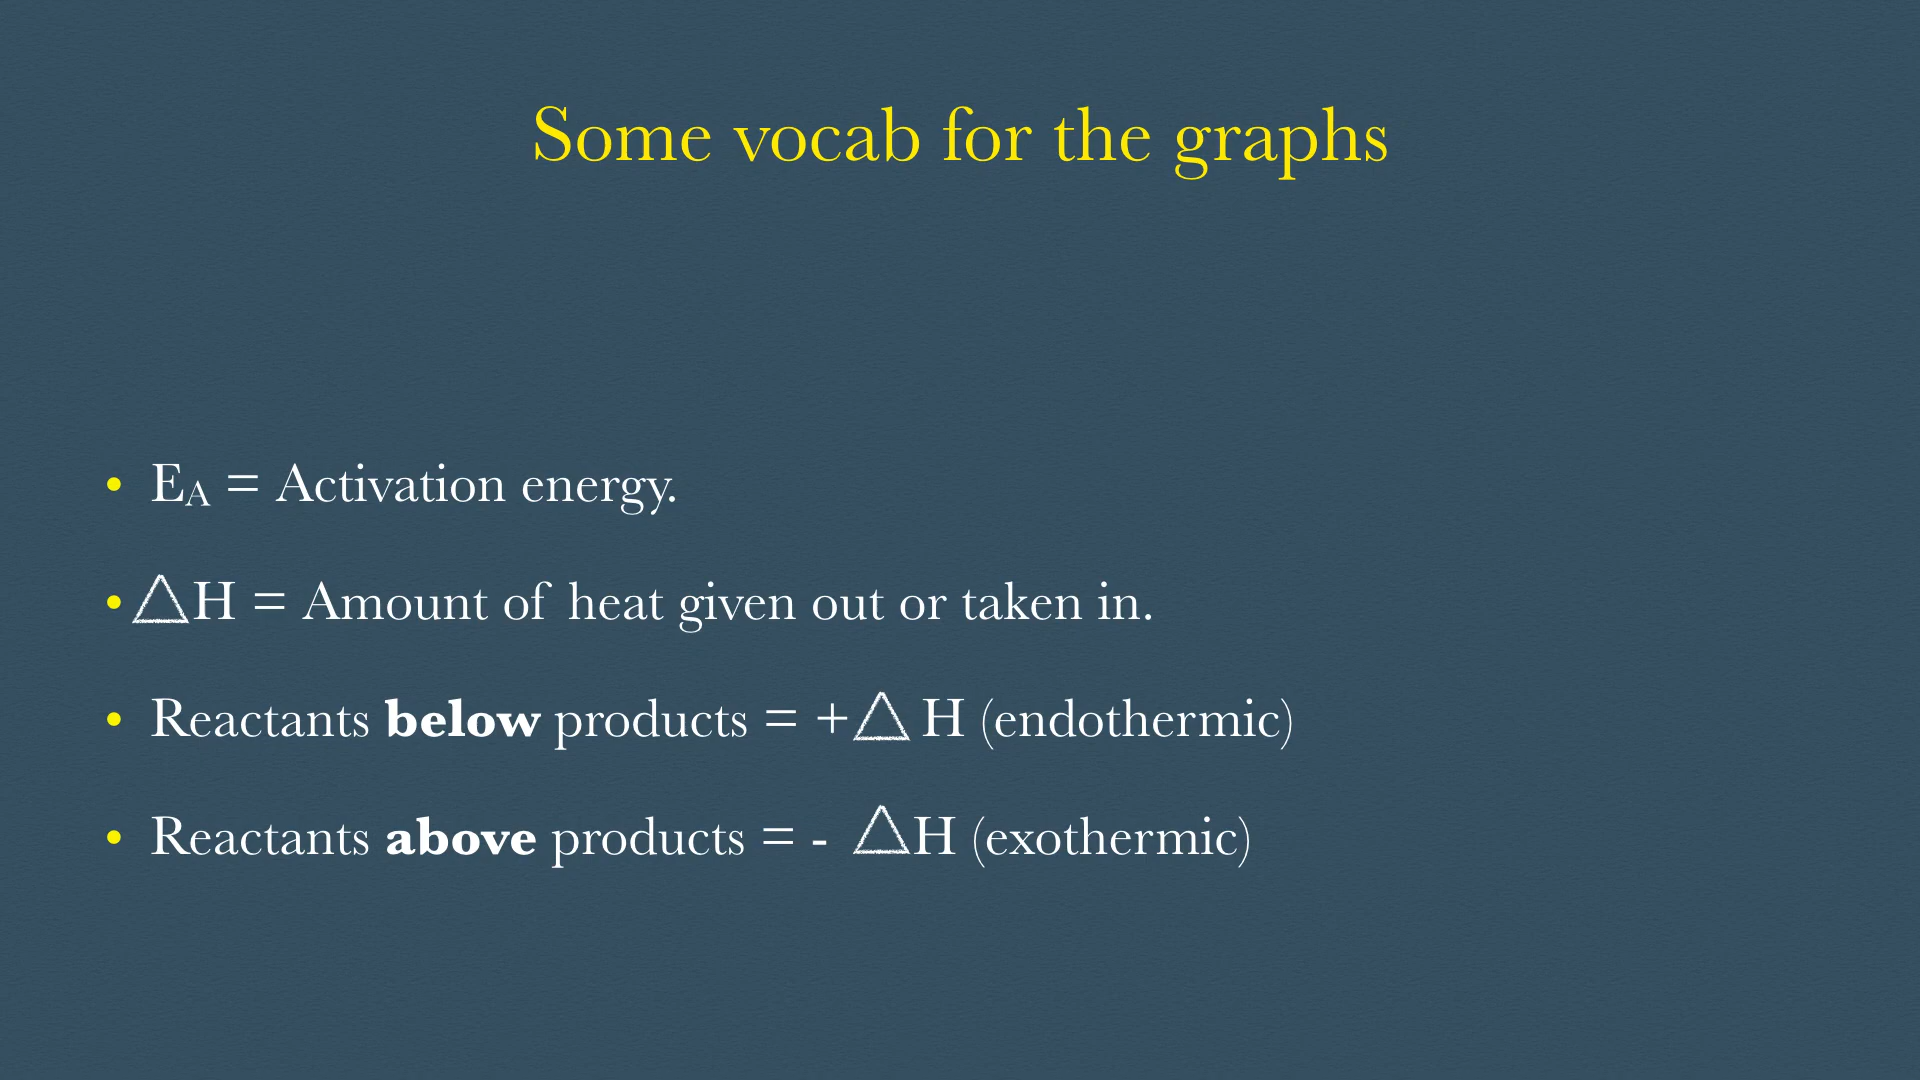 Some vocab for the graphs
• E_A = Activation energy.
• △H = Amount of heat given out or taken in.
• Reactants below products = +△ H (endothermic)
• Reactants above products = - △H (exothermic)